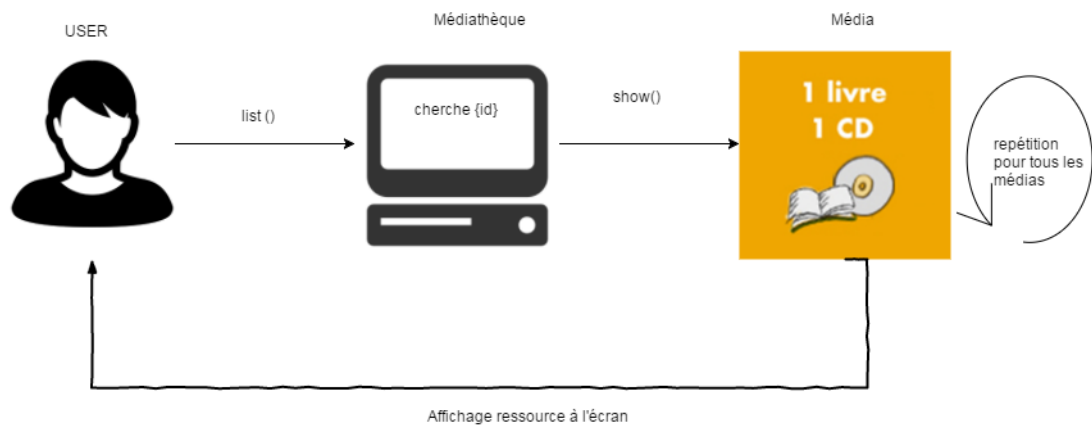 USER
Médiathèque
Média
list ()
cherche {id}
show()
1 livre
1 CD
repétition
pour tous les
médias
Affichage ressource à l'écran